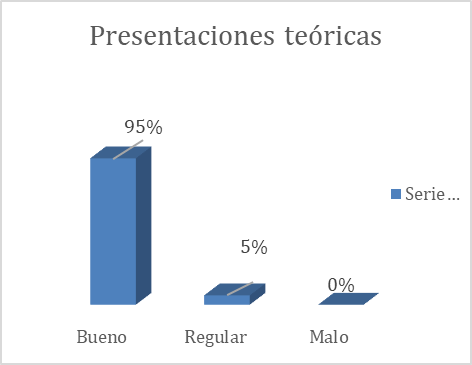 Presentaciones teóricas
95%
5%
0%
Serie...
Bueno
Regular
Malo